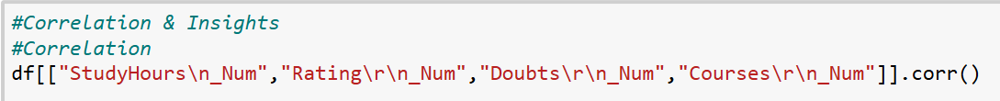 #Correlation & Insights
#Correlation
df[["StudyHours\n_Num","Rating\r\n_Num","Doubts\r\n_Num","Courses\r\n_Num"]].corr()